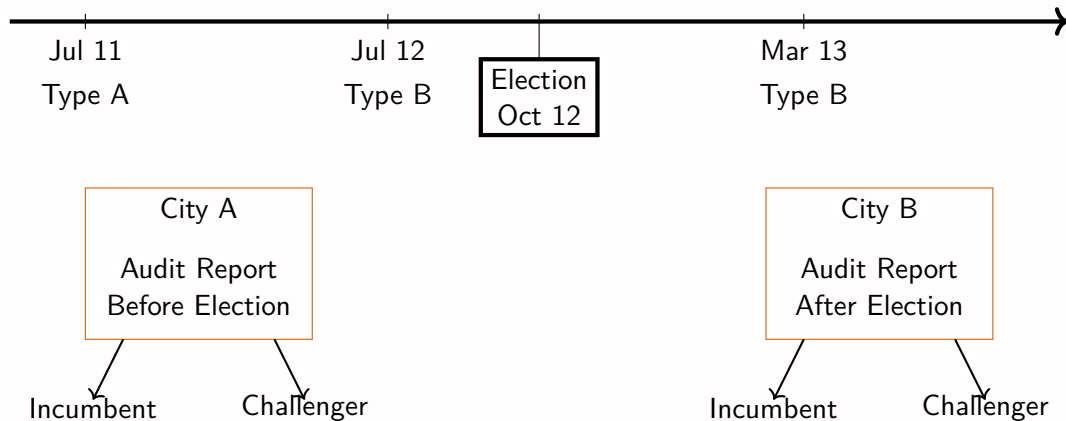 Jul 11
Jul 12
Mar 13
Type A
Type B
Type B
Election
Oct 12
City A
City B
Audit Report
Before Election
Audit Report
After Election
Incumbent
Challenger
Incumbent
Challenger